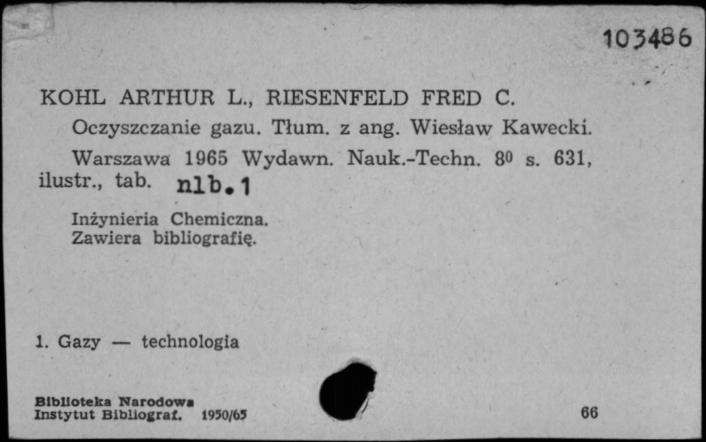 103486
KOHL ARTHUR L., RIESENFELD FRED C.
Oczyszczanie gazu. Tłum. z ang. Wiesław Kawecki.
Warszawa 1965 Wydawn. Nauk.-Techn. 8⁰ s. 631,
ilustr., tab. nlb. 1
Inżynieria Chemiczna.
Zawiera bibliografię.
1. Gazy — technologia
Biblioteka Narodowa
Instytut Bibliograf. 1950/65 66